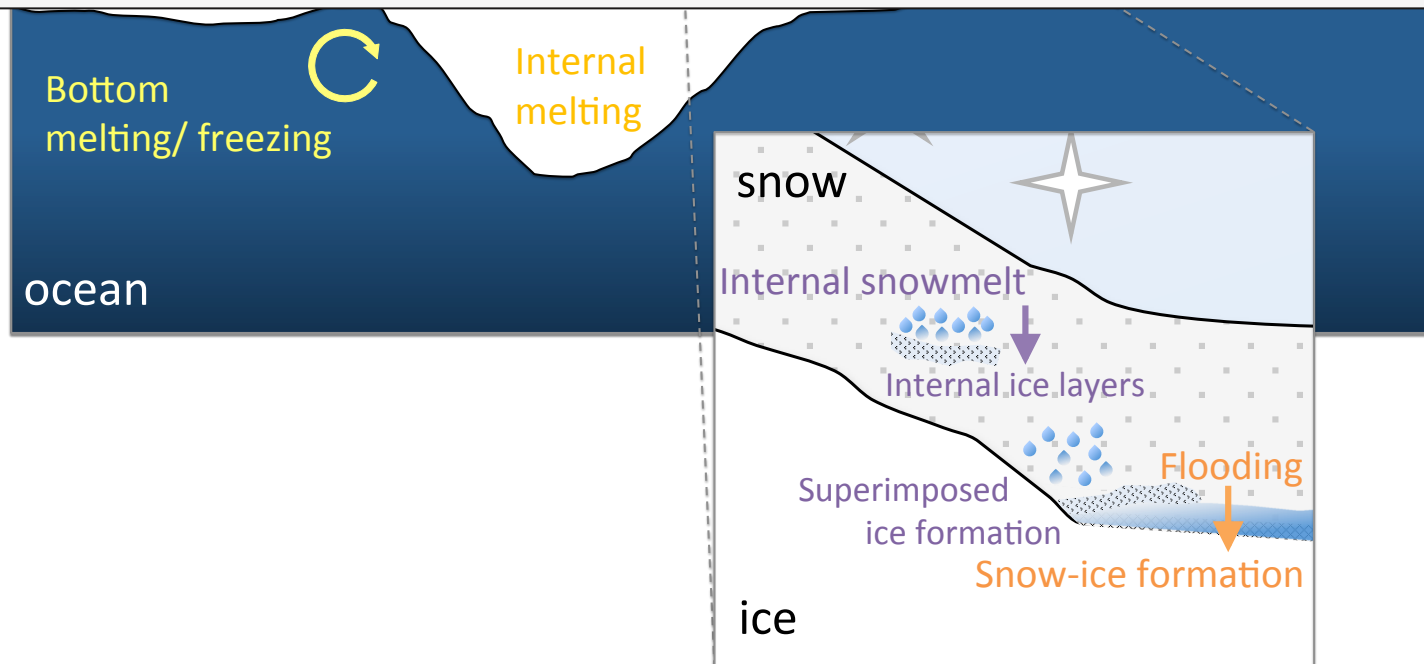 Bottom
melting/ freezing
Internal
melting
ocean
snow
Internal snowmelt
Internal ice layers
Flooding
Superimposed
ice formation
Snow-ice formation
ice